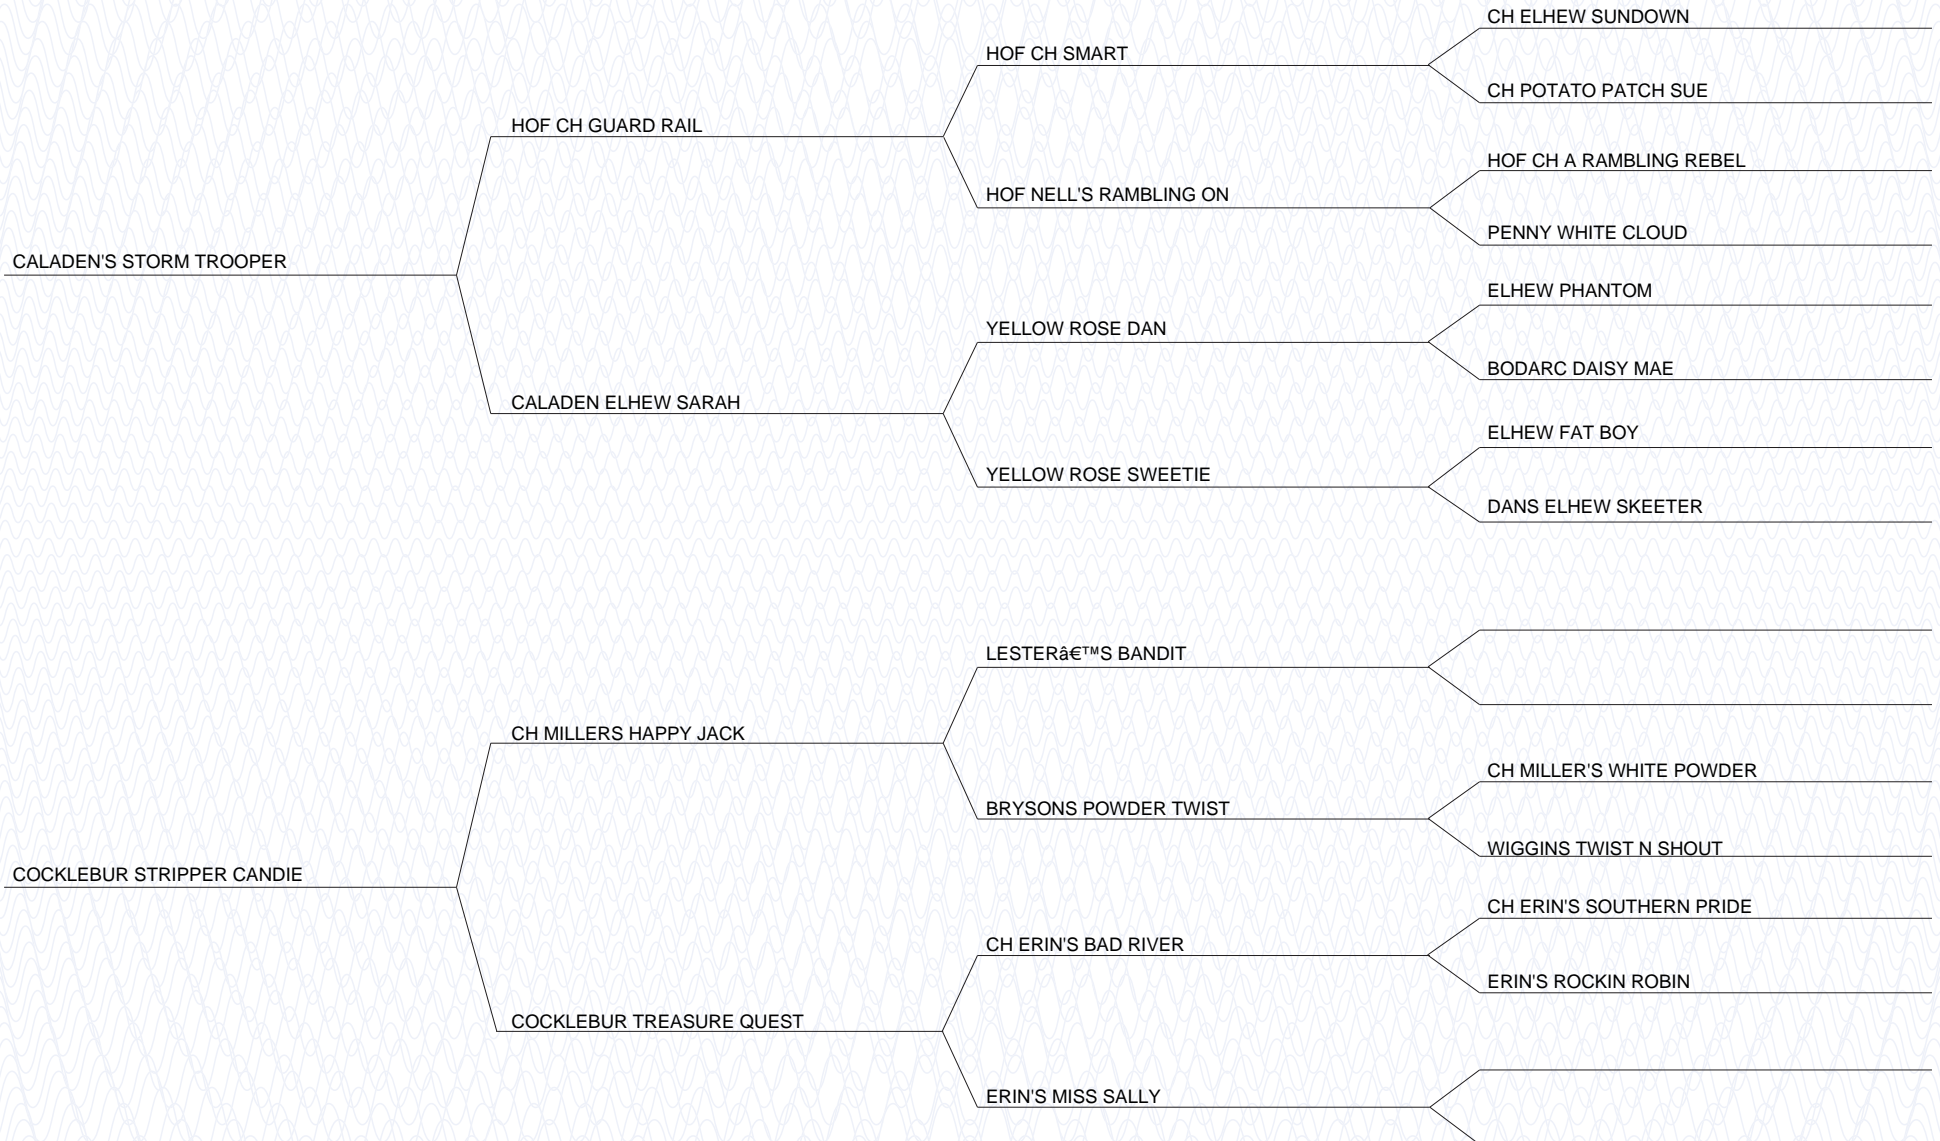 CH ELHEW SUNDOWN
HOF CH SMART
CH POTATO PATCH SUE
HOF CH GUARD RAIL
HOF CH A RAMBLING REBEL
HOF NELL'S RAMBLING ON
PENNY WHITE CLOUD
CALADEN'S STORM TROOPER
ELHEW PHANTOM
YELLOW ROSE DAN
BODARC DAISY MAE
CALADEN ELHEW SARAH
ELHEW FAT BOY
YELLOW ROSE SWEETIE
DANS ELHEW SKEETER
LESTERâ€™S BANDIT
CH MILLERS HAPPY JACK
CH MILLER'S WHITE POWDER
BRYSONS POWDER TWIST
WIGGINS TWIST N SHOUT
COCKLEBUR STRIPPER CANDIE
CH ERIN'S SOUTHERN PRIDE
CH ERIN'S BAD RIVER
ERIN'S ROCKIN ROBIN
COCKLEBUR TREASURE QUEST
ERIN'S MISS SALLY